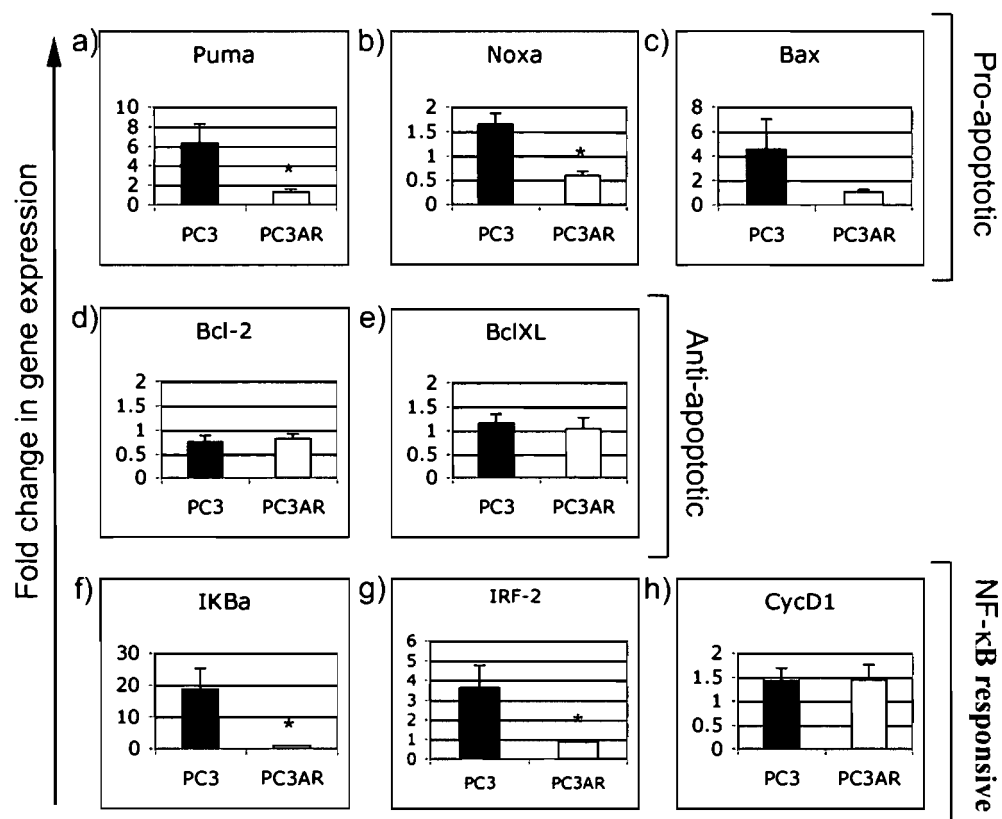 Fold change in gene expression
a)
Puma
10
8
6
4
2
0
*
PC3 PC3AR
b)
Noxa
2
1.5
1
0.5
0
*
PC3 PC3AR
c)
Bax
8
6
4
2
0
PC3 PC3AR
Pro-apoptotic
d)
Bcl-2
2
1.5
1
0.5
0
PC3 PC3AR
e)
BclXL
2
1.5
1
0.5
0
PC3 PC3AR
Anti-apoptotic
f)
IKBa
30
20
10
0
*
PC3 PC3AR
g)
IRF-2
6
5
4
3
2
1
0
*
PC3 PC3AR
h)
CycD1
2
1.5
1
0.5
0
PC3 PC3AR
NF-κB responsive